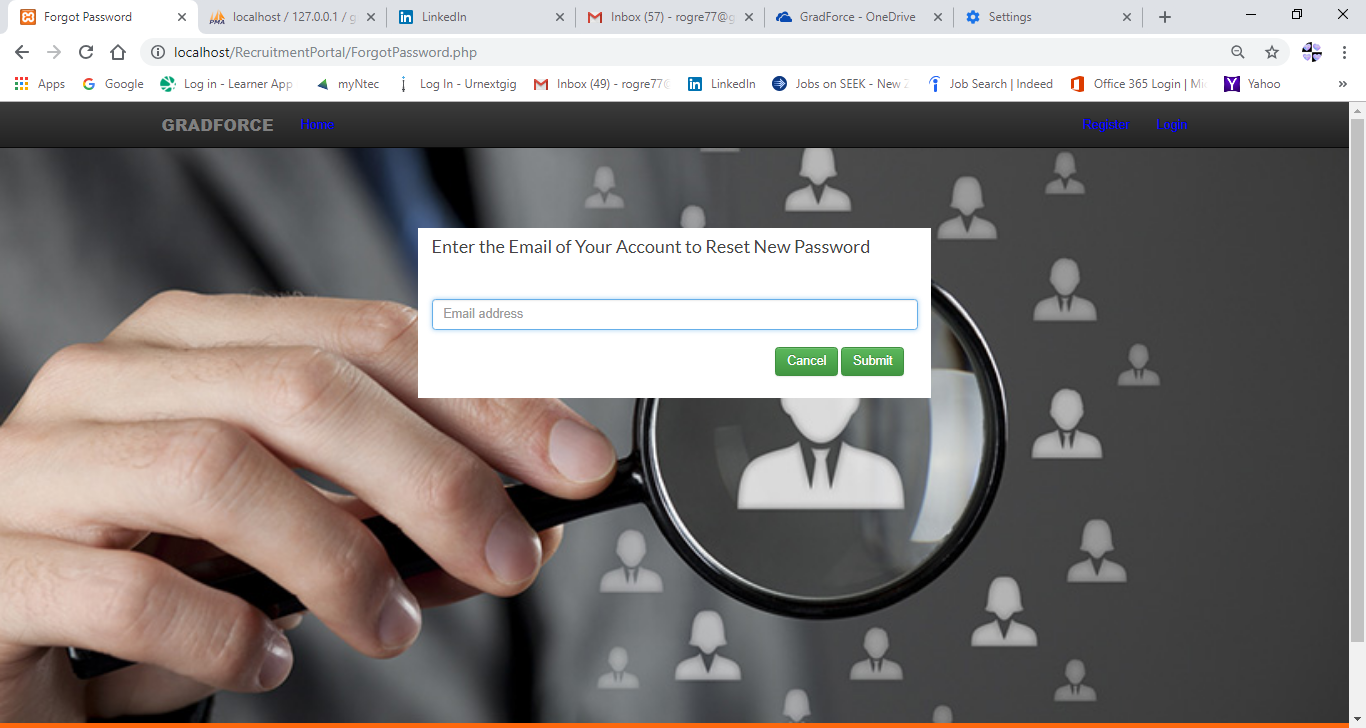 Forgot Password
localhost / 127.0.0.1 / g
LinkedIn
Inbox (57) - rogre77@g
GradForce - OneDrive
Settings
localhost/RecruitmentPortal/ForgotPassword.php
Apps
Google
Log in - Learner App
myNtec
Log In - Urnextgig
Inbox (49) - rogre77@
LinkedIn
Jobs on SEEK - New Z
Job Search | Indeed
Office 365 Login | Mi
Yahoo
GRADFORCE Home Register Login
Enter the Email of Your Account to Reset New Password
Email address
Cancel Submit